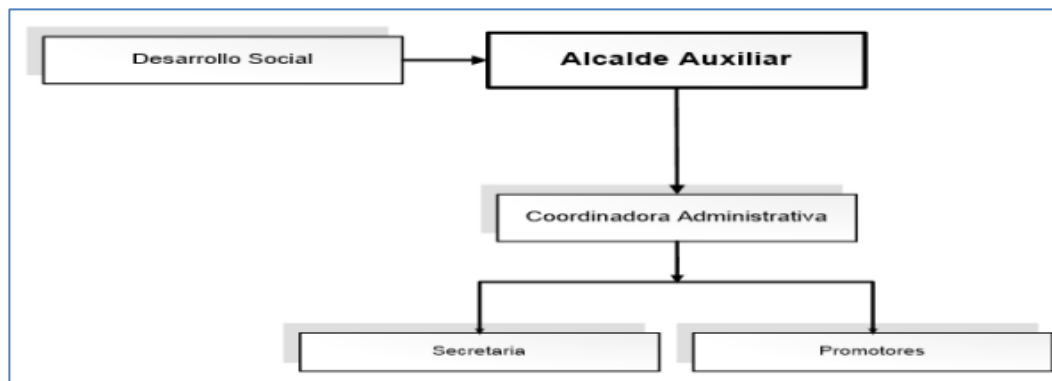 Desarrollo Social
Alcalde Auxiliar
Coordinadora Administrativa
Secretaria
Promotores